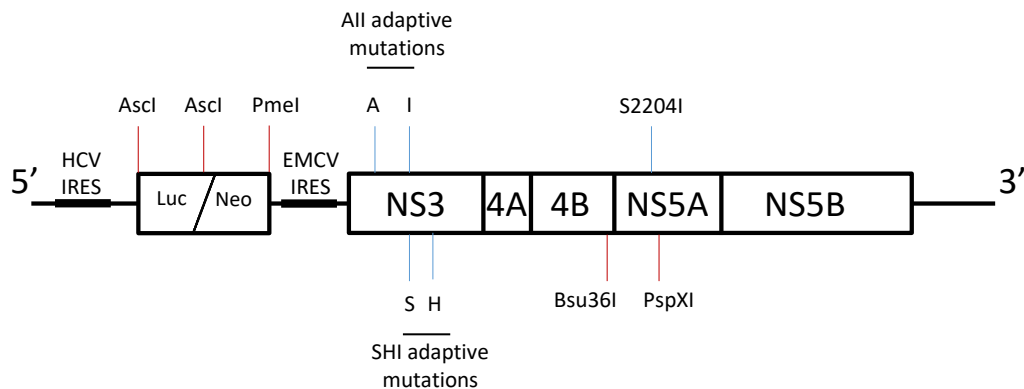 AII adaptive
mutations
AscI AscI PmeI A I S2204I
HCV
IRES
EMCV
IRES
5’ 3’
Luc Neo NS3 4A 4B NS5A NS5B
S H Bsu36I PspXI
SHI adaptive
mutations